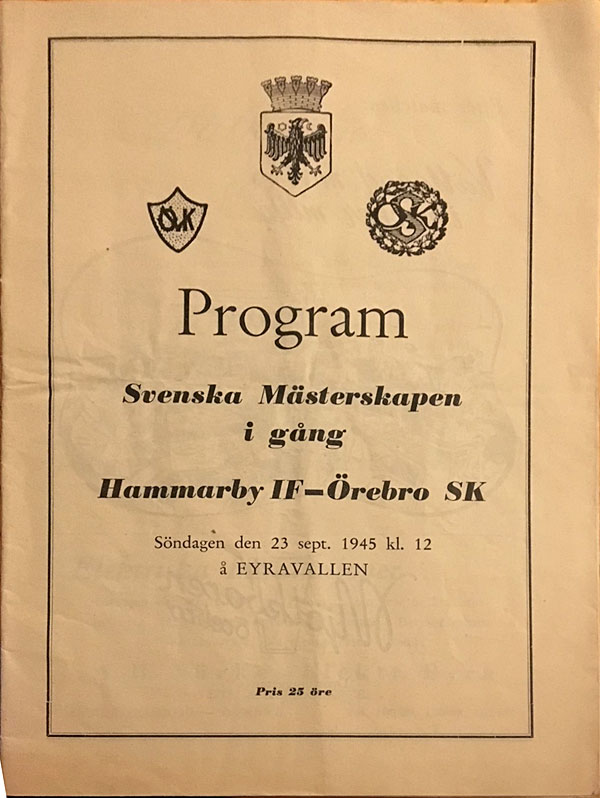 ÖLK
ÖSK
Program
Svenska Mästerskapen
i gång
Hammarby IF—Örebro SK
Söndagen den 23 sept. 1945 kl. 12
å EYRAVALLEN
Pris 25 öre